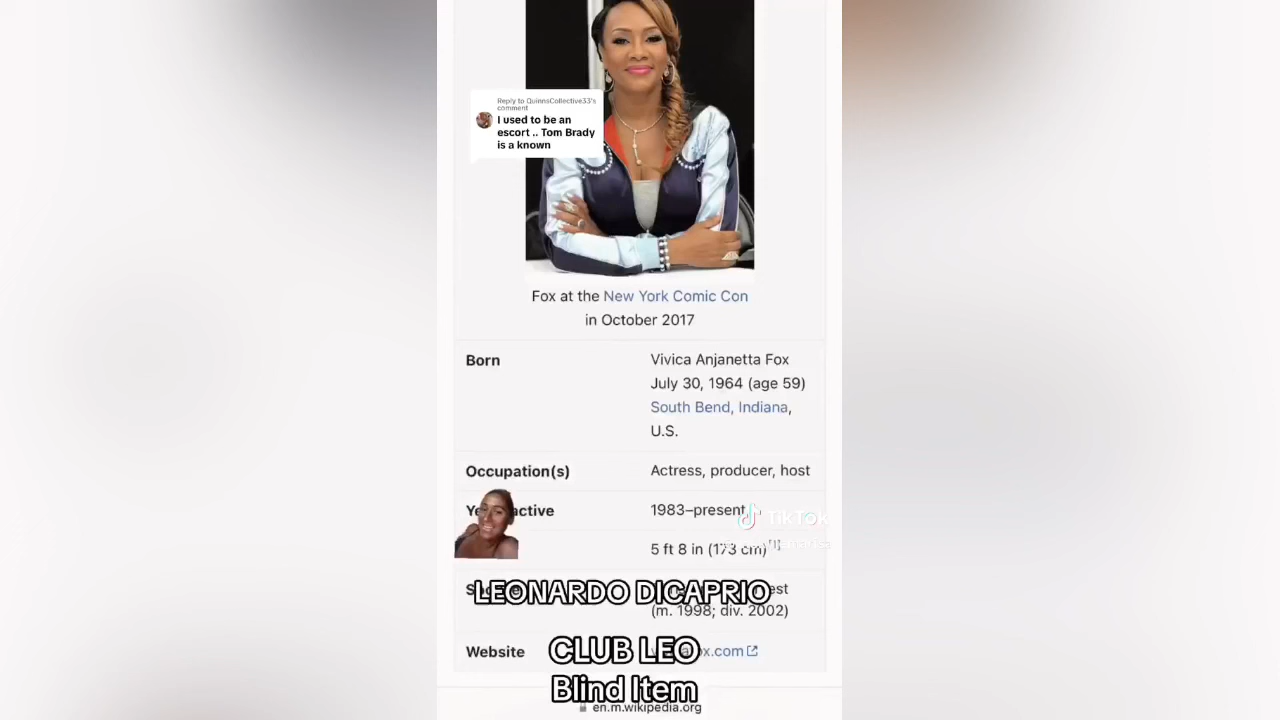 Reply to QuinnsCollective33's
comment
I used to be an
escort .. Tom Brady
is a known
Fox at the New York Comic Con
in October 2017
Born
Vivica Anjanetta Fox
July 30, 1964 (age 59)
South Bend, Indiana,
U.S.
Occupation(s)
Actress, producer, host
active
1983–present
TikTok
5 ft 8 in (173 cm)[1]
LEONARDO DICAPRIO
(m. 1998; div. 2002)
Website
CLUB LEO
Blind Item
en.m.wikipedia.org